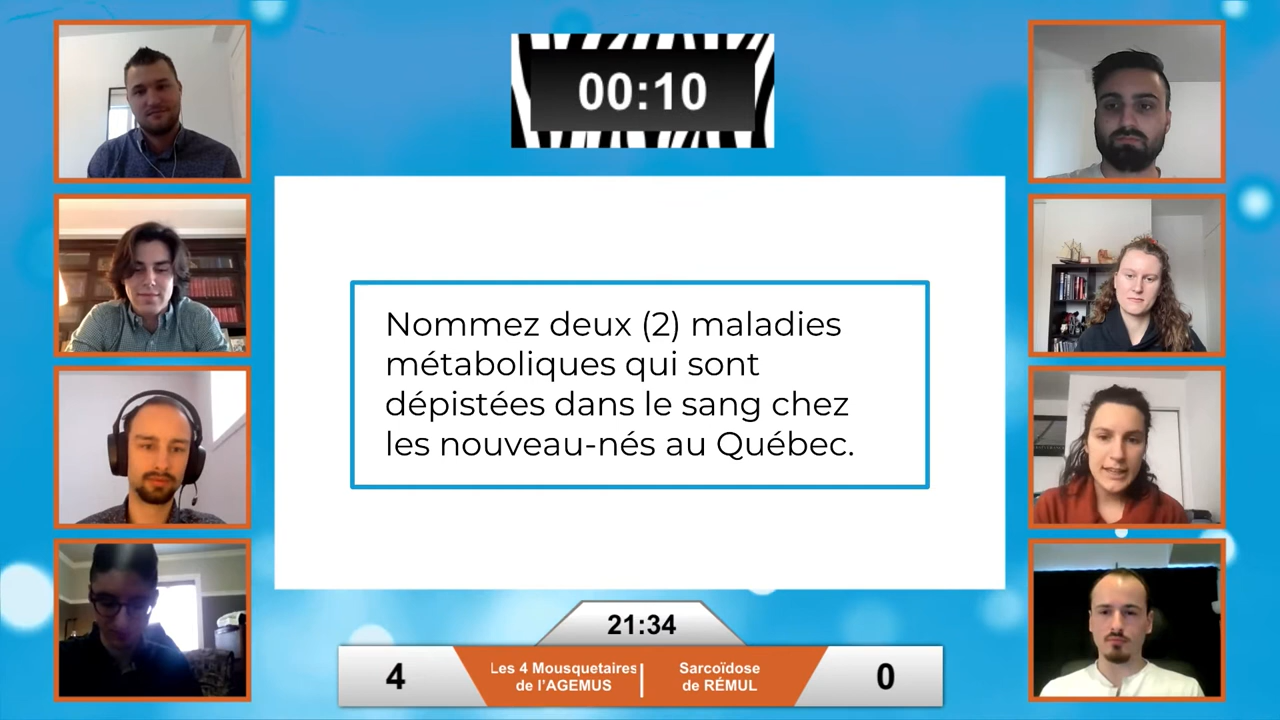 00:10
Nommez deux (2) maladies
métaboliques qui sont
dépistées dans le sang chez
les nouveau-nés au Québec.
21:34
4
Les 4 Mousquetaires
de l'AGEMUS
Sarcoïdose
de RÉMUL
0